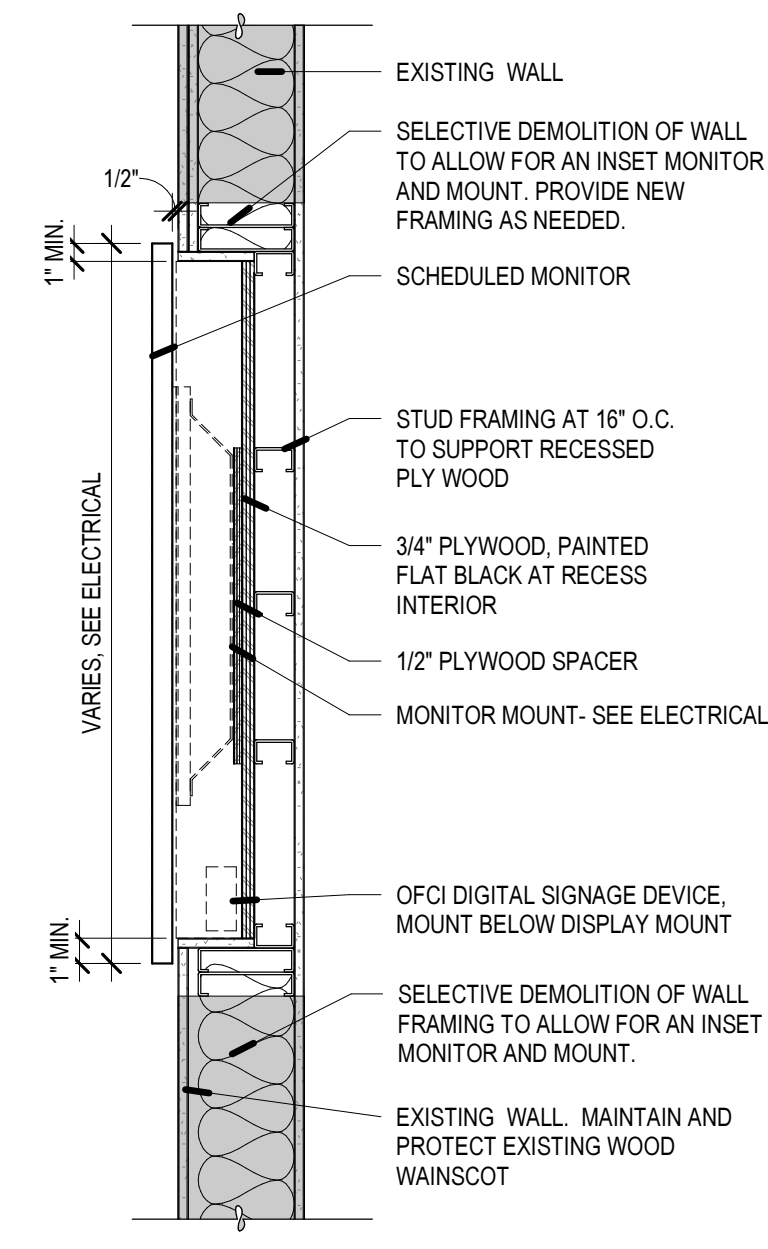 EXISTING WALL
SELECTIVE DEMOLITION OF WALL
TO ALLOW FOR AN INSET MONITOR
AND MOUNT. PROVIDE NEW
FRAMING AS NEEDED.
1/2"
1" MIN.
SCHEDULED MONITOR
STUD FRAMING AT 16" O.C.
TO SUPPORT RECESSED
PLY WOOD
VARIES, SEE ELECTRICAL
3/4" PLYWOOD, PAINTED
FLAT BLACK AT RECESS
INTERIOR
1/2" PLYWOOD SPACER
MONITOR MOUNT- SEE ELECTRICAL
OFCI DIGITAL SIGNAGE DEVICE,
MOUNT BELOW DISPLAY MOUNT
1" MIN.
SELECTIVE DEMOLITION OF WALL
FRAMING TO ALLOW FOR AN INSET
MONITOR AND MOUNT.
EXISTING WALL. MAINTAIN AND
PROTECT EXISTING WOOD
WAINSCOT